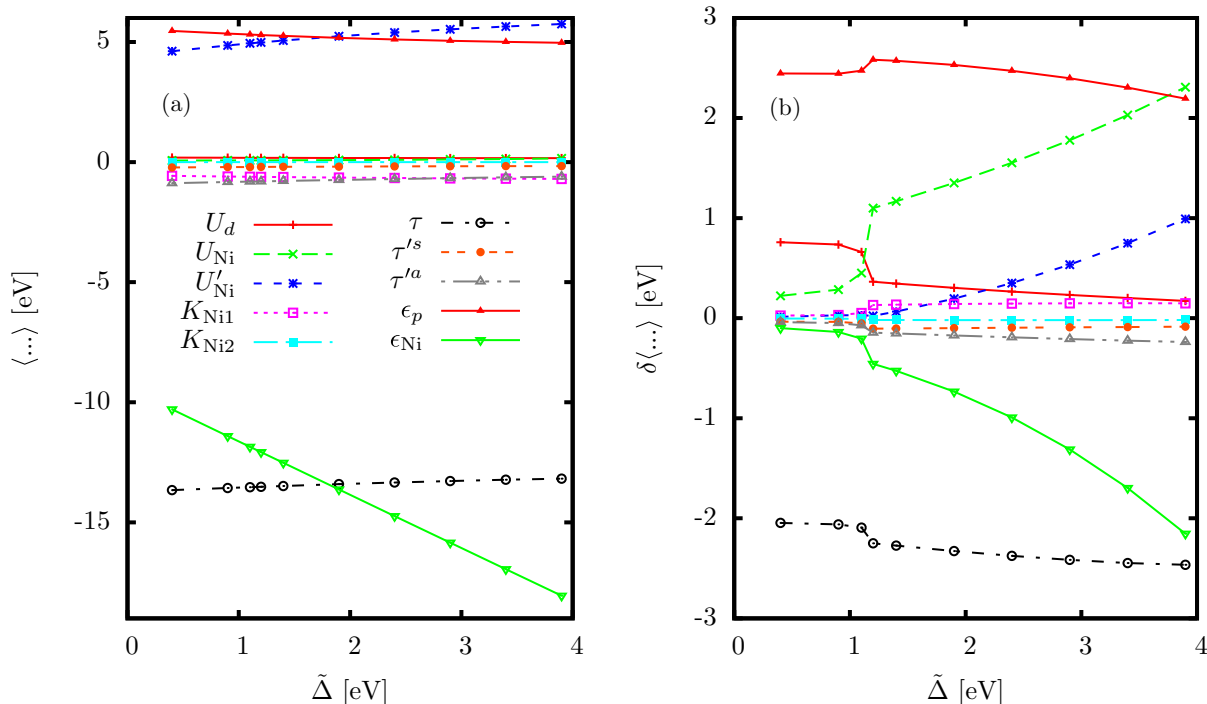 5
0
-5
-10
-15
⟨...⟩ [eV]
(a)
U_d
U_Ni
U′_Ni
K_Ni1
K_Ni2
τ
τ′^s
τ′^a
ϵ_p
ϵ_Ni
0 1 2 3 4
Δ̃ [eV]
3
2
1
0
-1
-2
-3
δ⟨...⟩ [eV]
(b)
0 1 2 3 4
Δ̃ [eV]